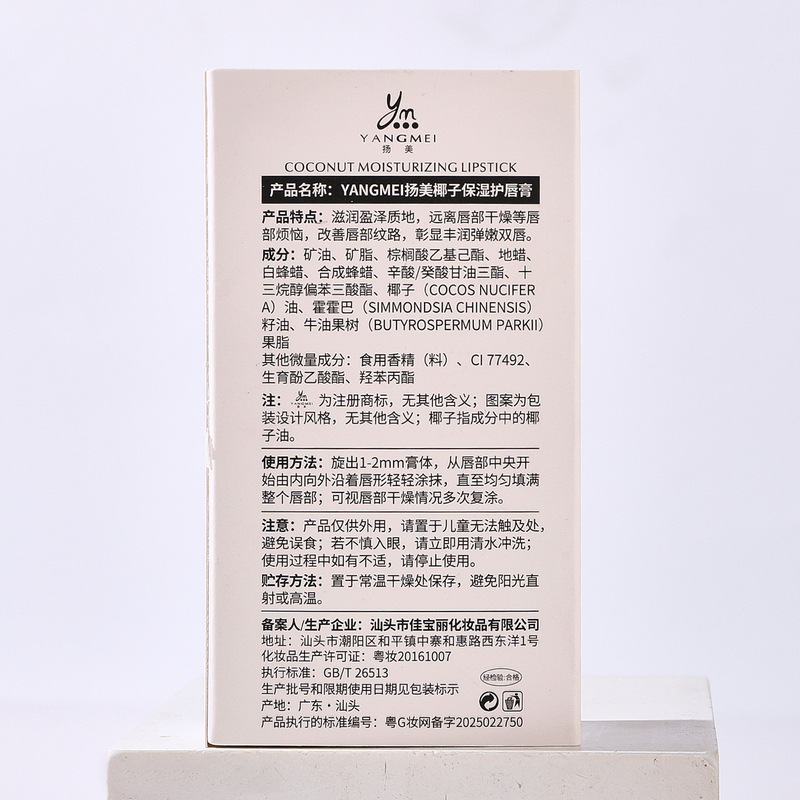 ym
YANGMEI
扬 美
COCONUT MOISTURIZING LIPSTICK
产品名称：YANGMEI扬美椰子保湿护唇膏
产品特点：滋润盈泽质地，远离唇部干燥等唇
部烦恼，改善唇部纹路，彰显丰润弹嫩双唇。
成分：矿油、矿脂、棕榈酸乙基己酯、地蜡、
白蜂蜡、合成蜂蜡、辛酸/癸酸甘油三酯、十
三烷醇偏苯三酸酯、椰子（COCOS NUCIFER
A）油、霍霍巴（SIMMONDSIA CHINENSIS）
籽油、牛油果树（BUTYROSPERMUM PARKII）
果脂
其他微量成分：食用香精（料）、CI 77492、
生育酚乙酸酯、羟苯丙酯
注：ym YANGMEI 扬美 为注册商标，无其他含义；图案为包
装设计风格，无其他含义；椰子指成分中的椰
子油。
使用方法：旋出1-2mm膏体，从唇部中央开
始由内向外沿着唇形轻轻涂抹，直至均匀填满
整个唇部；可视唇部干燥情况多次复涂。
注意：产品仅供外用，请置于儿童无法触及处，
避免误食；若不慎入眼，请立即用清水冲洗；
使用过程中如有不适，请停止使用。
贮存方法：置于常温干燥处保存，避免阳光直
射或高温。
备案人/生产企业：汕头市佳宝丽化妆品有限公司
地址：汕头市潮阳区和平镇中寨和惠路西东洋1号
化妆品生产许可证：粤妆20161007
执行标准：GB/T 26513
生产批号和限期使用日期见包装标示
产地：广东·汕头
产品执行的标准编号：粤G妆网备字2025022750
经检验:合格